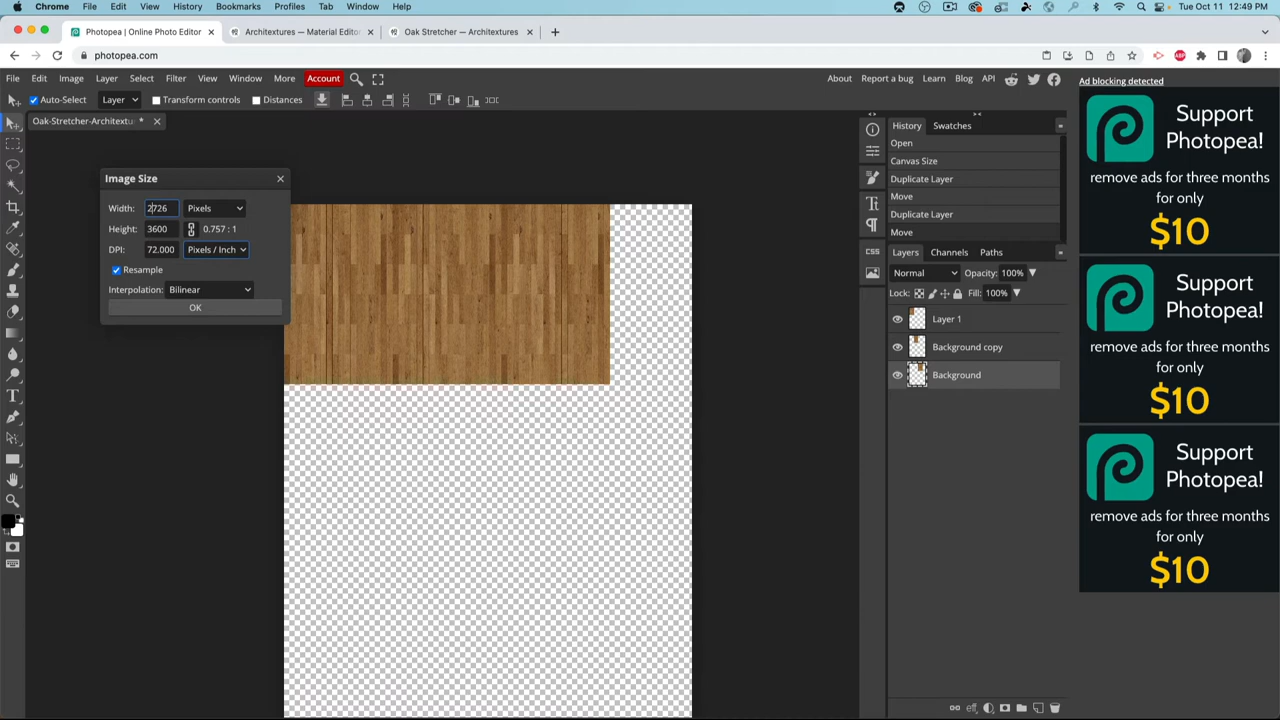 Chrome File Edit View History Bookmarks Profiles Tab Window Help Tue Oct 11 12:49 PM
Photopea | Online Photo Editor Architextures — Material Editor Oak Stretcher — Architextures
photopea.com
File Edit Image Layer Select Filter View Window More Account About Report a bug Learn Blog API
Ad blocking detected
Auto-Select Layer Transform controls Distances
Oak-Stretcher-Architextu *
Image Size
Width: 2726 Pixels
Height: 3600 0.757 : 1
DPI: 72.000 Pixels / Inch
Resample
Interpolation: Bilinear
OK
CSS
History Swatches
Open
Canvas Size
Duplicate Layer
Move
Duplicate Layer
Move
Layers Channels Paths
Normal Opacity: 100%
Lock: Fill: 100%
Layer 1
Background copy
Background
eff
Support
Photopea!
remove ads for three months
for only
$10
Support
Photopea!
remove ads for three months
for only
$10
Support
Photopea!
remove ads for three months
for only
$10